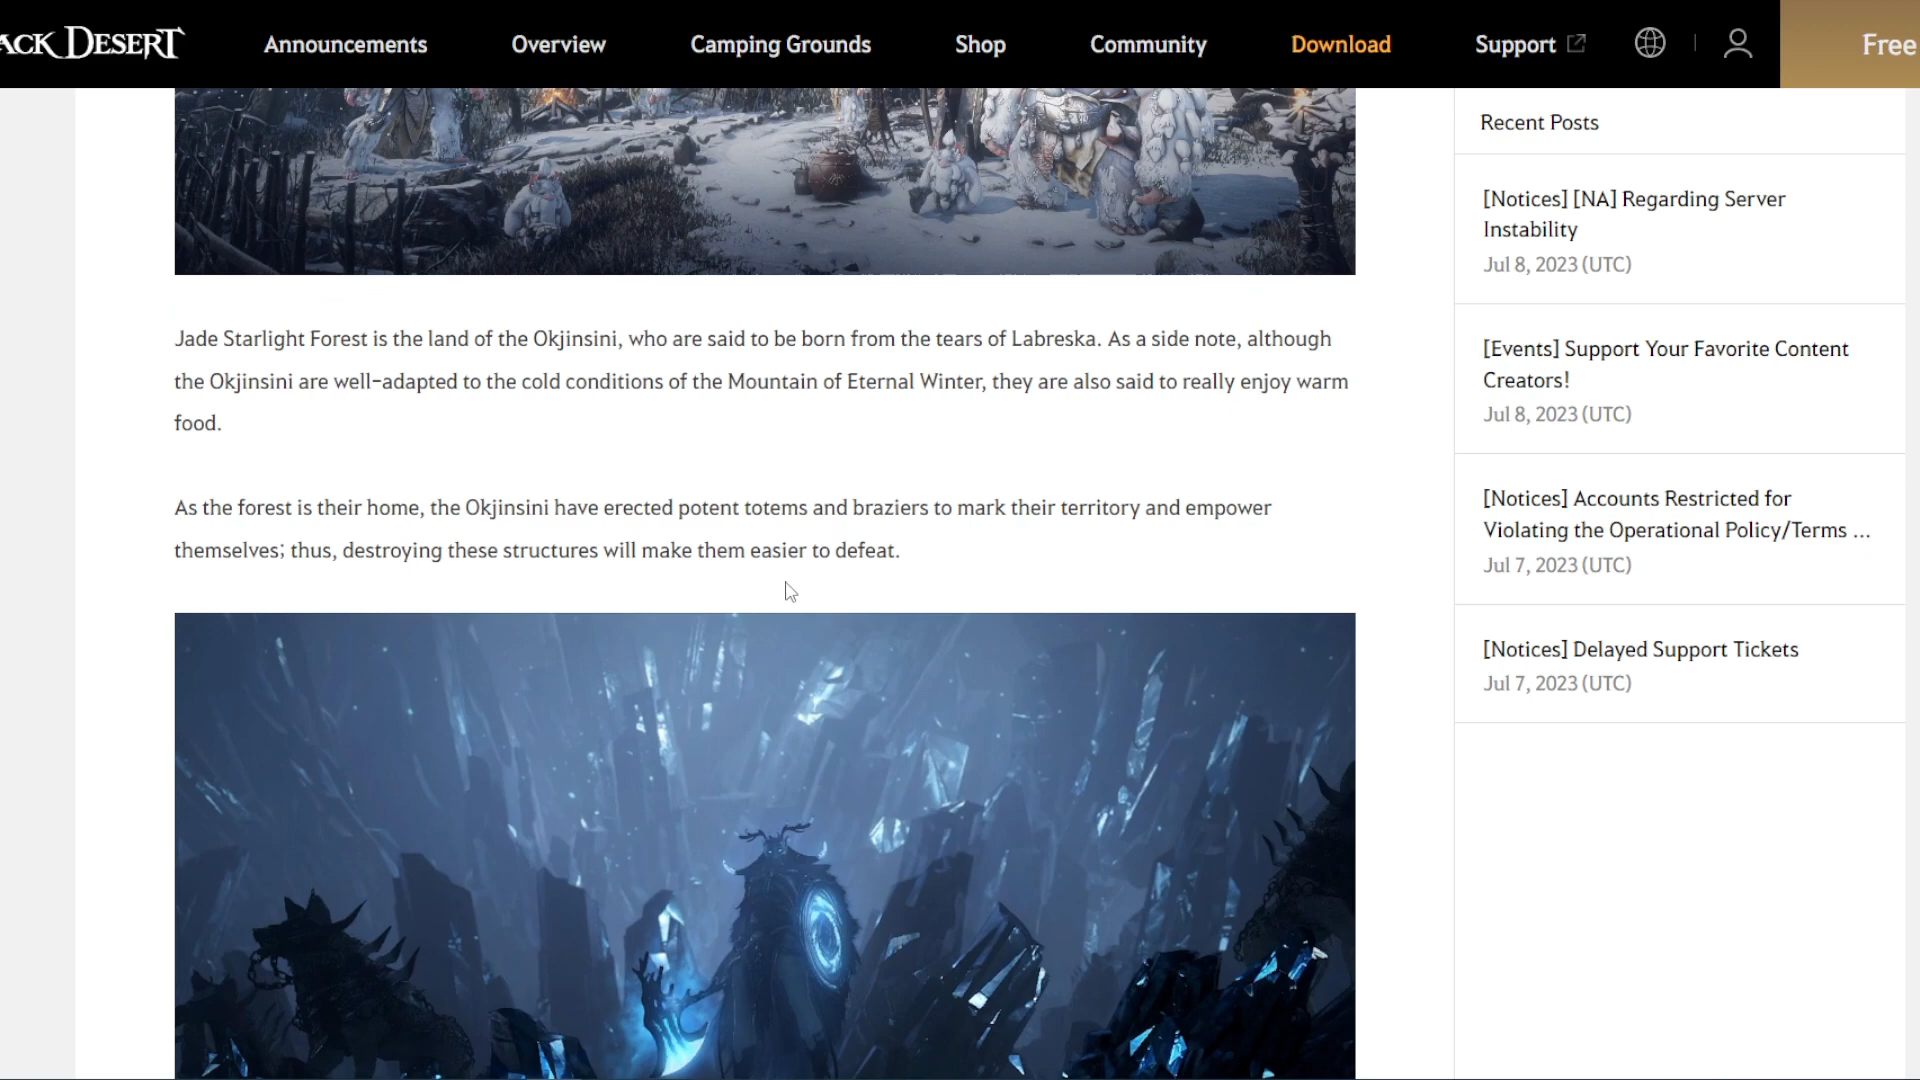 ACK DESERT
Announcements
Overview
Camping Grounds
Shop
Community
Download
Support
Free
Jade Starlight Forest is the land of the Okjinsini, who are said to be born from the tears of Labreska. As a side note, although
the Okjinsini are well-adapted to the cold conditions of the Mountain of Eternal Winter, they are also said to really enjoy warm
food.
As the forest is their home, the Okjinsini have erected potent totems and braziers to mark their territory and empower
themselves; thus, destroying these structures will make them easier to defeat.
Recent Posts
[Notices] [NA] Regarding Server
Instability
Jul 8, 2023 (UTC)
[Events] Support Your Favorite Content
Creators!
Jul 8, 2023 (UTC)
[Notices] Accounts Restricted for
Violating the Operational Policy/Terms ...
Jul 7, 2023 (UTC)
[Notices] Delayed Support Tickets
Jul 7, 2023 (UTC)